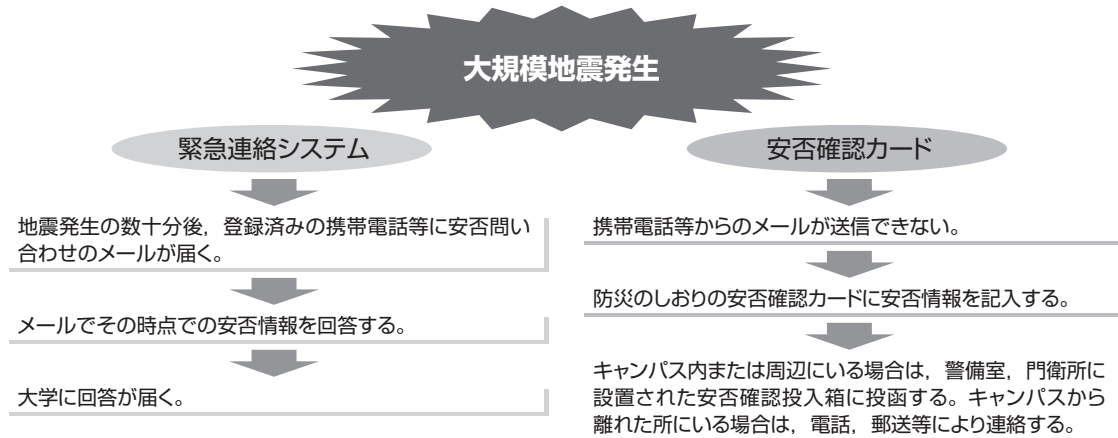 大規模地震発生
緊急連絡システム
地震発生の数十分後，登録済みの携帯電話等に安否問い
合わせのメールが届く。
メールでその時点での安否情報を回答する。
大学に回答が届く。
安否確認カード
携帯電話等からのメールが送信できない。
防災のしおりの安否確認カードに安否情報を記入する。
キャンパス内または周辺にいる場合は，警備室，門衛所に
設置された安否確認投入箱に投函する。キャンパスから
離れた所にいる場合は，電話，郵送等により連絡する。